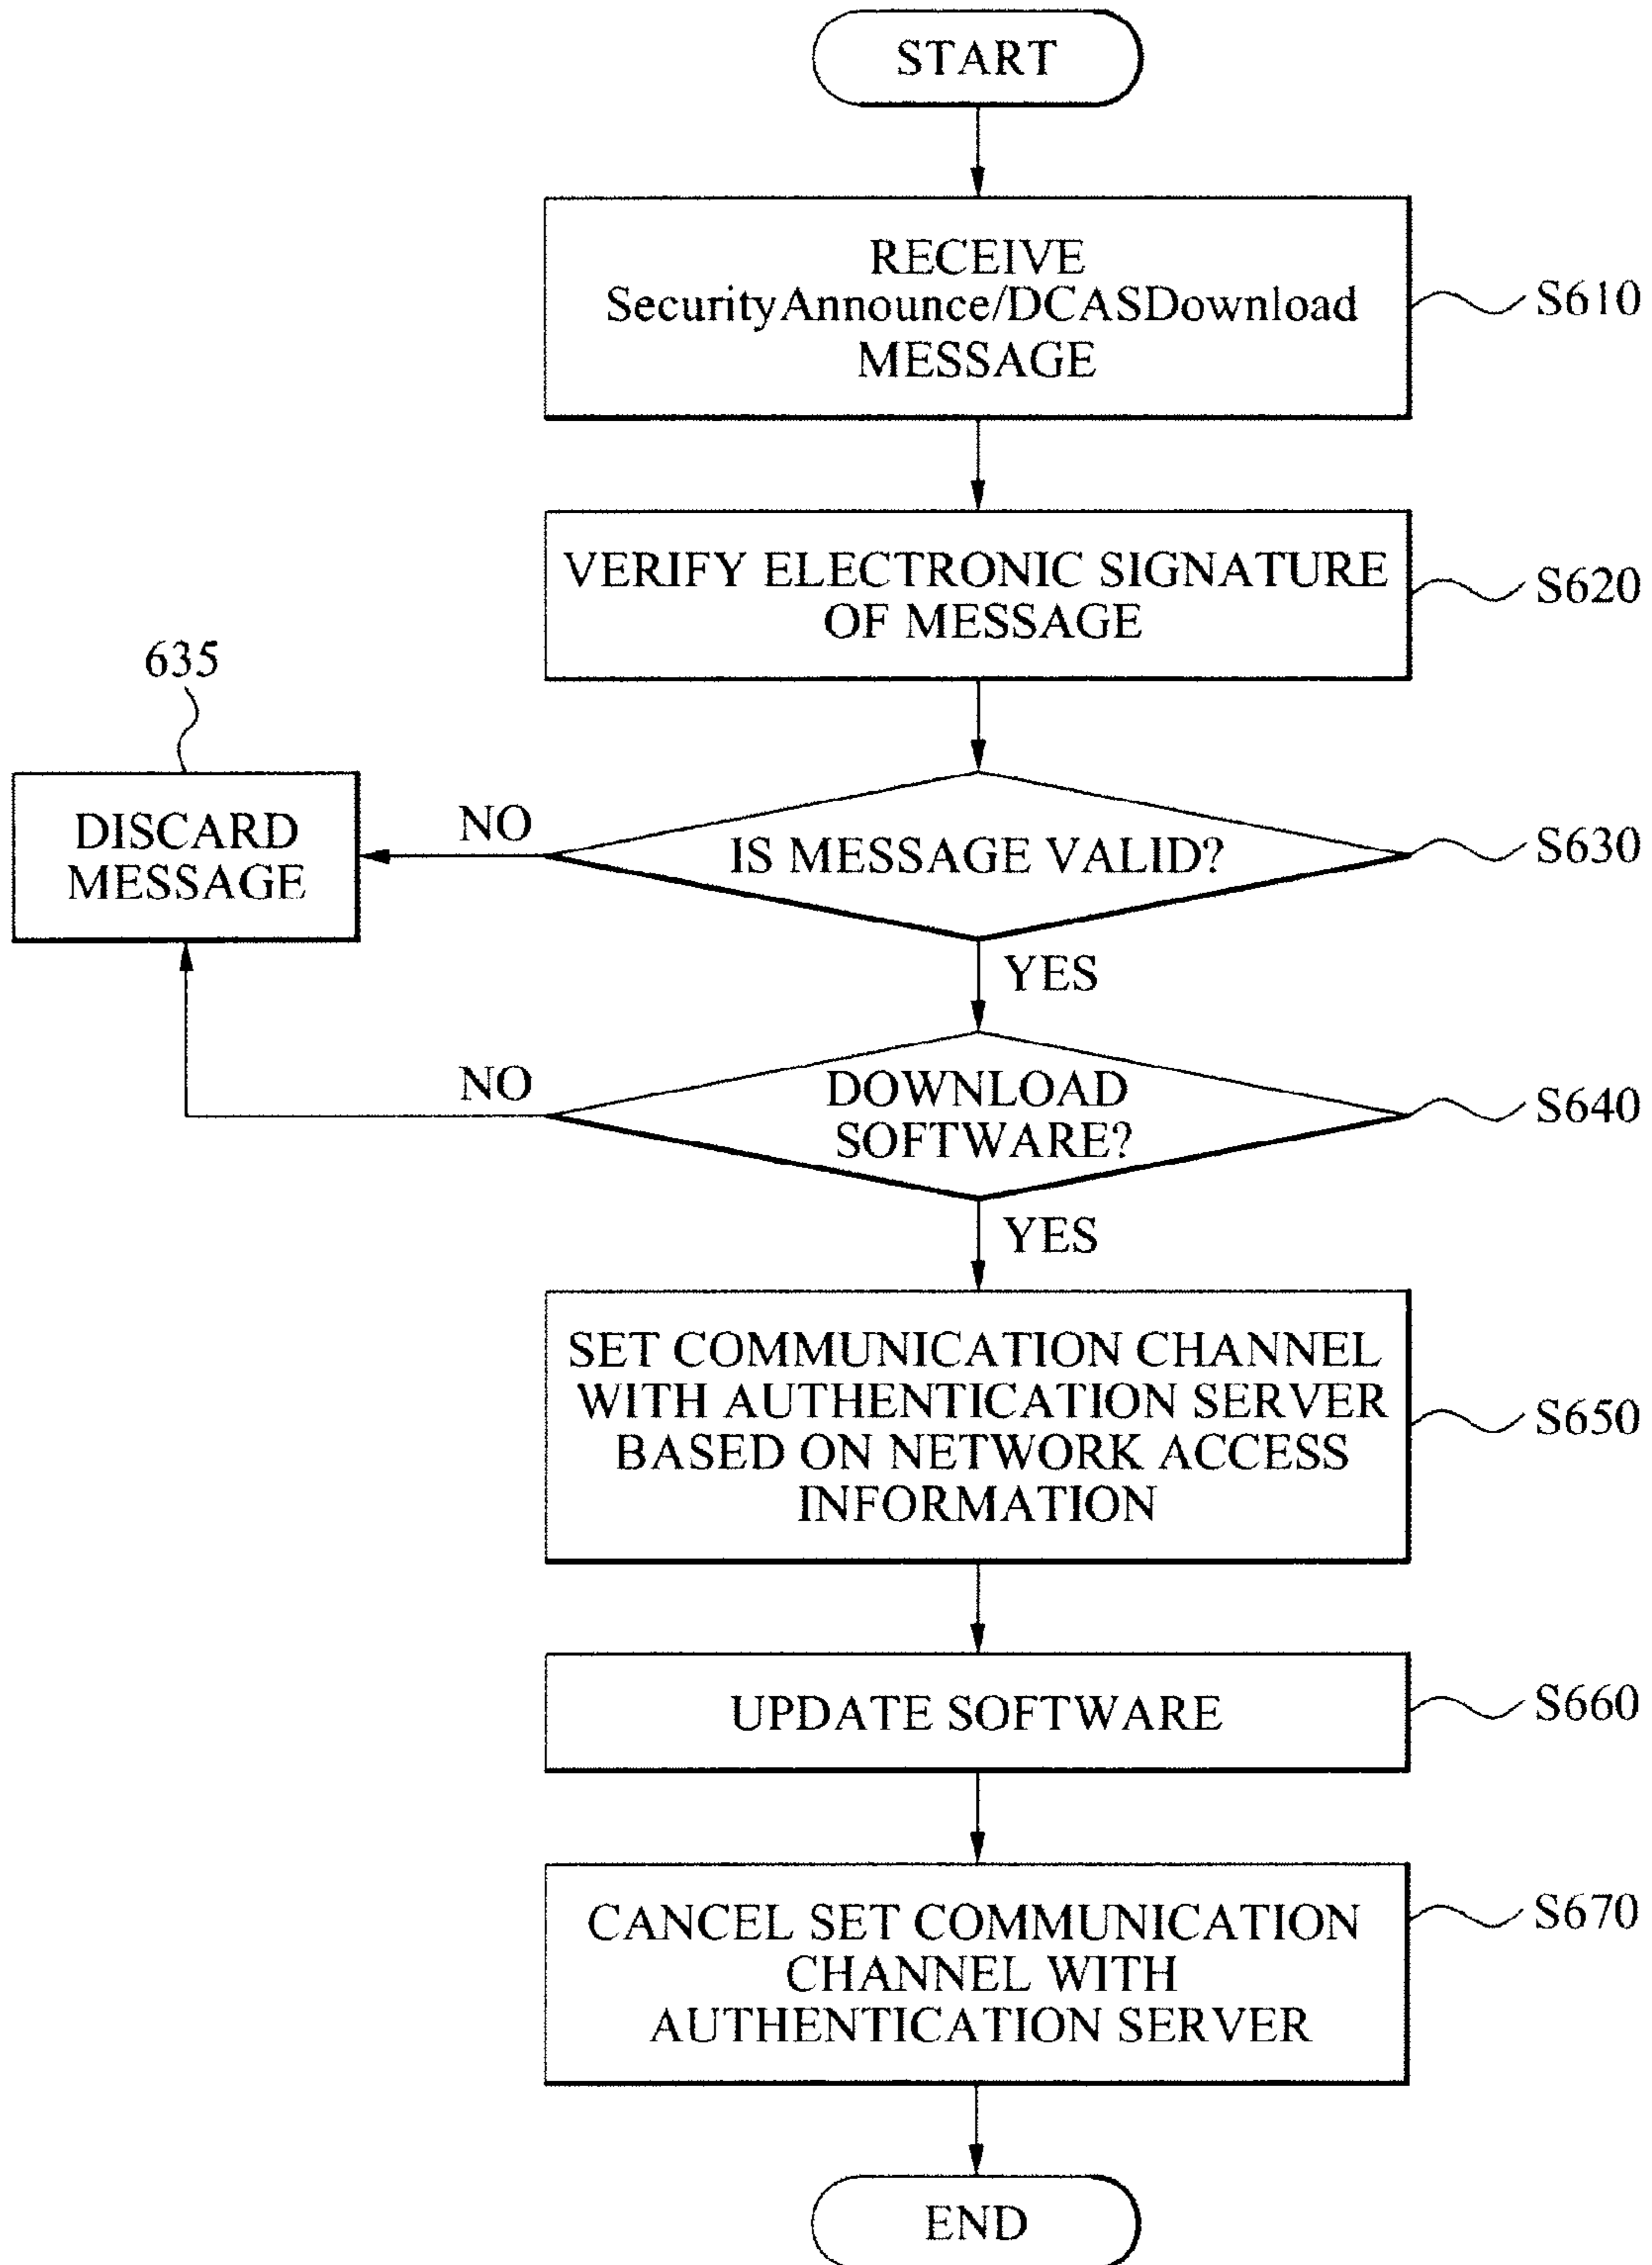 START
RECEIVE
SecurityAnnounce/DCASDownload
MESSAGE
S610
VERIFY ELECTRONIC SIGNATURE
OF MESSAGE
S620
635
DISCARD
MESSAGE
NO
IS MESSAGE VALID?
S630
YES
NO
DOWNLOAD
SOFTWARE?
S640
YES
SET COMMUNICATION CHANNEL
WITH AUTHENTICATION SERVER
BASED ON NETWORK ACCESS
INFORMATION
S650
UPDATE SOFTWARE
S660
CANCEL SET COMMUNICATION
CHANNEL WITH
AUTHENTICATION SERVER
S670
END